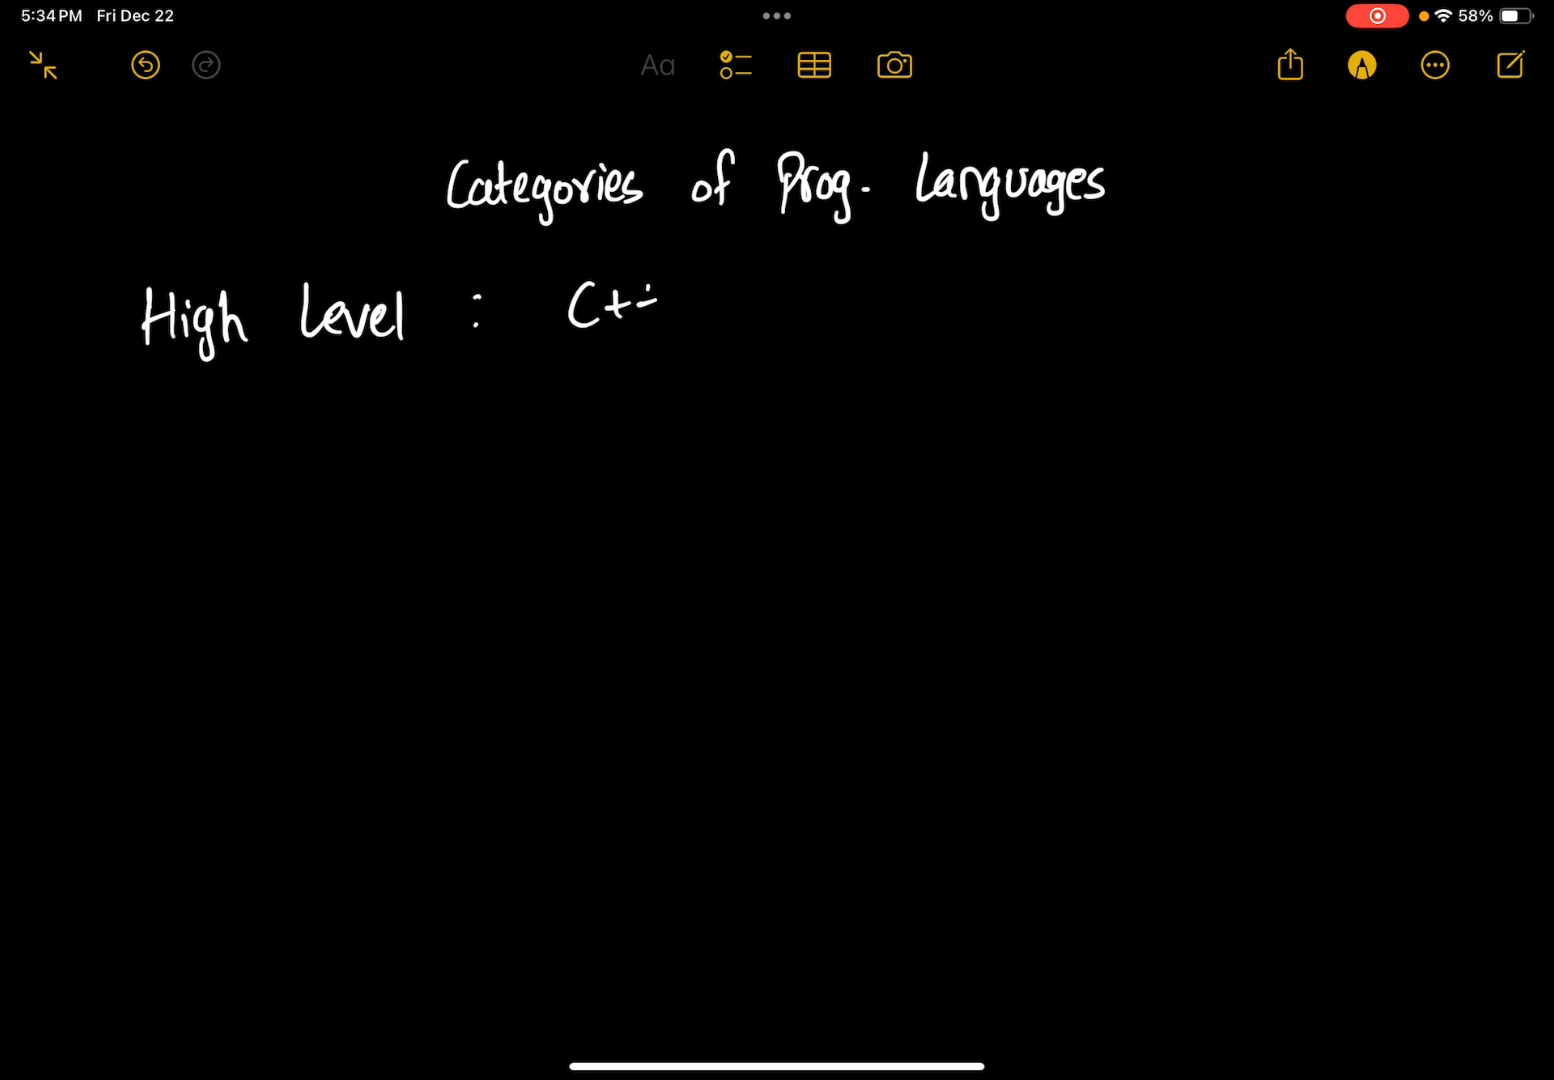 5:34 PM Fri Dec 22
58%
Aa
Categories of Prog. Languages
High Level : C++